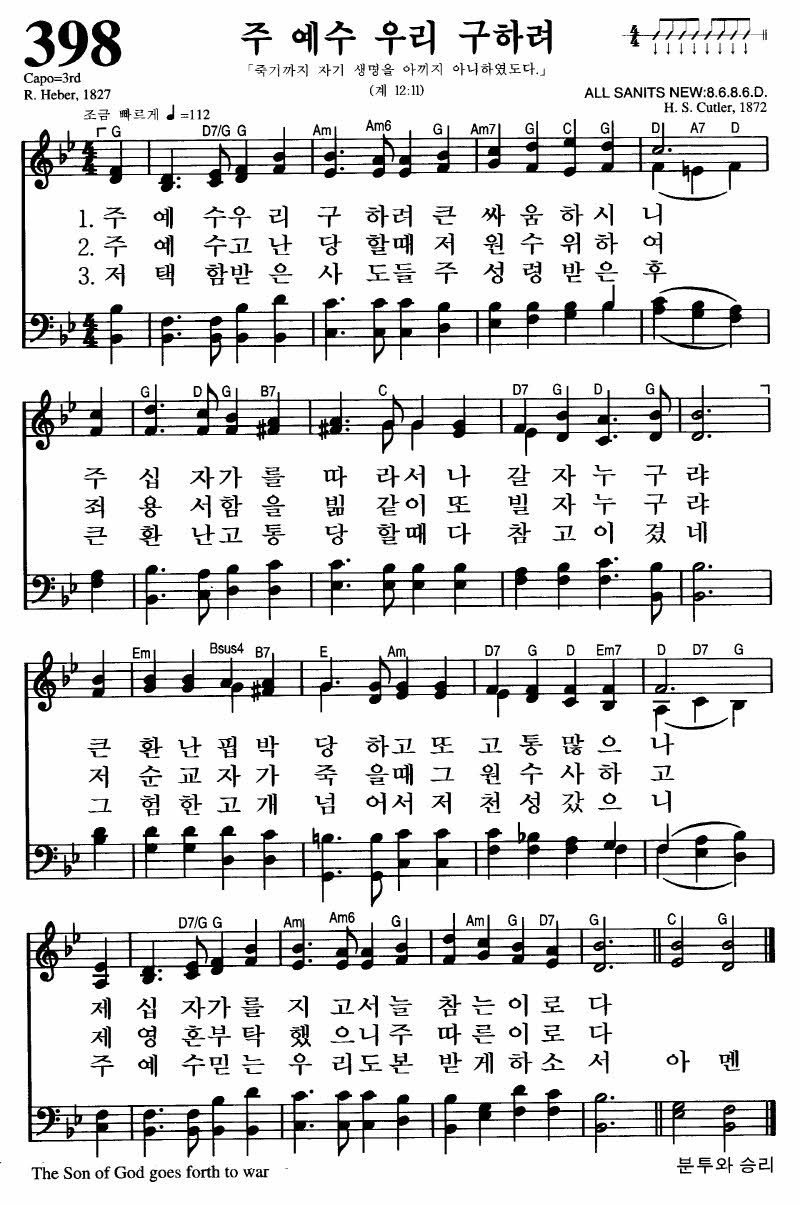 398
주 예수 우리 구하려
「죽기까지 자기 생명을 아끼지 아니하였도다.」
(계 12:11)
Capo=3rd
R. Heber, 1827
ALL SANITS NEW:8.6.8.6.D.
H. S. Cutler, 1872
조금 빠르게 ♩=112
G D7/G G Am Am6 G Am7 G C G D A7 D
1. 주 예 수우 리 구 하려 큰 싸 움 하 시 니
2. 주 예 수고 난 당 할때 저 원 수 위 하 여
3. 저 택 함받 은 사 도들 주 성 령 받 은 후
G D G B7 C D7 G D G
주 십 자가 를 따 라서 나 갈 자 누 구 랴
죄 용 서함 을 빎 같이 또 빌 자 누 구 랴
큰 환 난고 통 당 할때 다 참 고 이 겼 네
Em Bsus4 B7 E Am D7 G D Em7 D D7 G
큰 환 난 핍 박 당 하고 또 고 통 많 으 나
저 순 교 자 가 죽 을때 그 원 수 사 하 고
그 험 한 고 개 넘 어서 저 천 성 갔 으 니
D7/G G Am Am6 G Am G D7 G C G
제 십 자가 를 지 고서 늘 참 는 이 로 다
제 영 혼부 탁 했 으니 주 따 른 이 로 다
주 예 수믿 는 우 리도 본 받 게 하 소 서 아 멘
The Son of God goes forth to war
분투와 승리